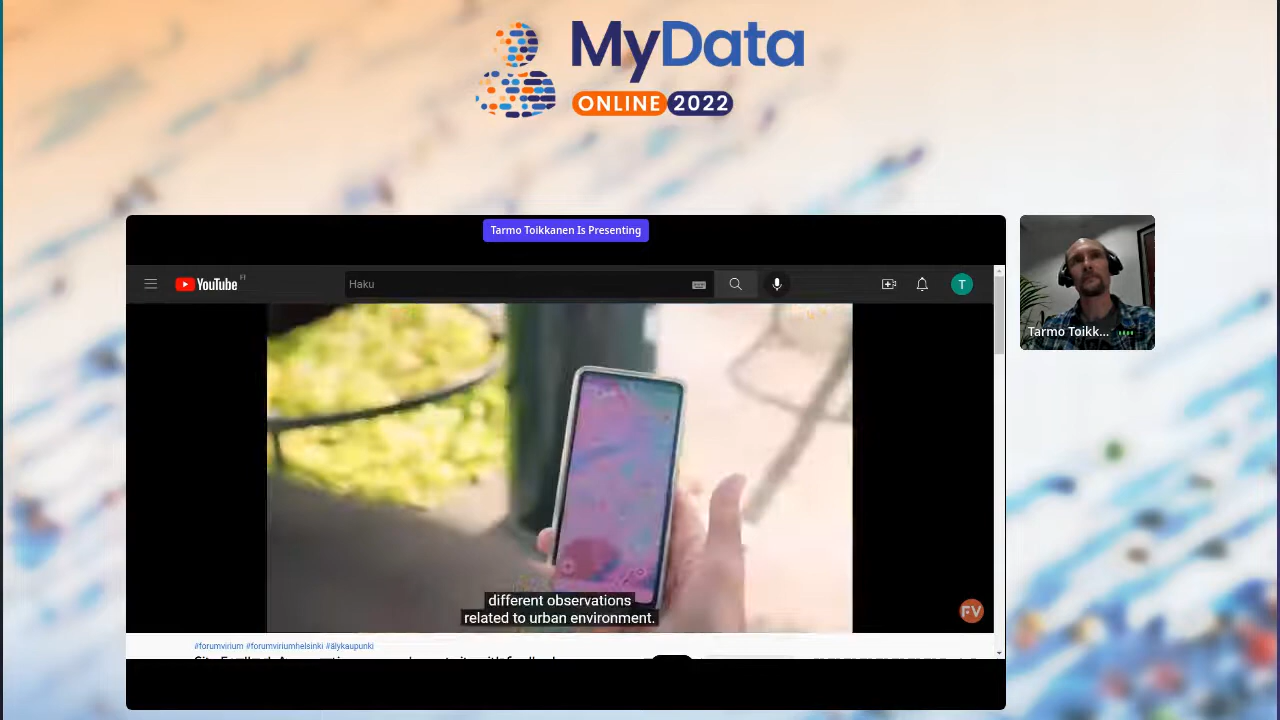 MyData
ONLINE 2022
Tarmo Toikkanen Is Presenting
YouTube FI
Haku
T
Tarmo Toikk...
different observations
related to urban environment.
FV
#forumvirium #forumviriumhelsinki #älykaupunki